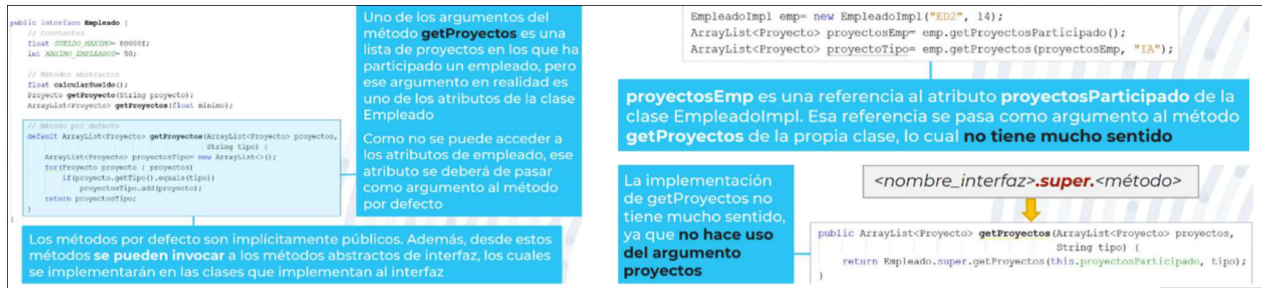 public interface Empleado {
// Constantes
float SUELDO_MAXIMO= 80000f;
int MAXIMO_EMPLEADOS= 50;
// Métodos abstractos
float calcularSueldo();
Proyecto getProyecto(String proyecto);
ArrayList<Proyecto> getProyectos(float minimo);
// Método por defecto
default ArrayList<Proyecto> getProyectos(ArrayList<Proyecto> proyectos,
String tipo) {
ArrayList<Proyecto> proyectosTipo= new ArrayList<>();
for(Proyecto proyecto : proyectos)
if(proyecto.getTipo().equals(tipo))
proyectosTipo.add(proyecto);
return proyectosTipo;
}
}
Uno de los argumentos del
método getProyectos es una
lista de proyectos en los que ha
participado un empleado, pero
ese argumento en realidad es
uno de los atributos de la clase
Empleado
Como no se puede acceder a
los atributos de empleado, ese
atributo se deberá de pasar
como argumento al método
por defecto
Los métodos por defecto son implícitamente públicos. Además, desde estos
métodos se pueden invocar a los métodos abstractos de interfaz, los cuales
se implementarán en las clases que implementan al interfaz
EmpleadoImpl emp= new EmpleadoImpl("ED2", 14);
ArrayList<Proyecto> proyectosEmp= emp.getProyectosParticipado();
ArrayList<Proyecto> proyectoTipo= emp.getProyectos(proyectosEmp, "IA");
proyectosEmp es una referencia al atributo proyectosParticipado de la
clase EmpleadoImpl. Esa referencia se pasa como argumento al método
getProyectos de la propia clase, lo cual no tiene mucho sentido
La implementación
de getProyectos no
tiene mucho sentido,
ya que no hace uso
del argumento
proyectos
<nombre_interfaz>.super.<método>
public ArrayList<Proyecto> getProyectos(ArrayList<Proyecto> proyectos,
String tipo) {
return Empleado.super.getProyectos(this.proyectosParticipado, tipo);
}